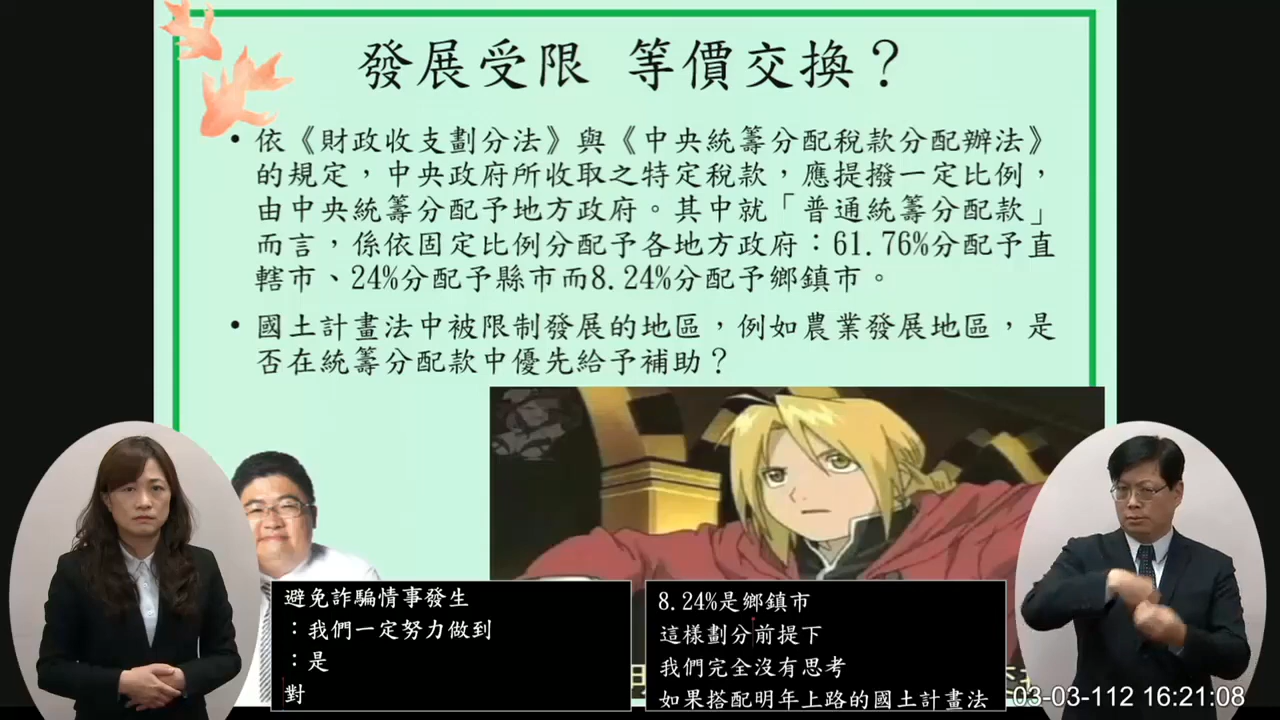 發展受限 等價交換？
• 依《財政收支劃分法》與《中央統籌分配稅款分配辦法》
的規定，中央政府所收取之特定稅款，應提撥一定比例，
由中央統籌分配予地方政府。其中就「普通統籌分配款」
而言，係依固定比例分配予各地方政府：61.76%分配予直
轄市、24%分配予縣市而8.24%分配予鄉鎮市。
• 國土計畫法中被限制發展的地區，例如農業發展地區，是
否在統籌分配款中優先給予補助？
避免詐騙情事發生
：我們一定努力做到
：是
對
8.24%是鄉鎮市
這樣劃分前提下
我們完全沒有思考
如果搭配明年上路的國土計畫法
03-03-112 16:21:08